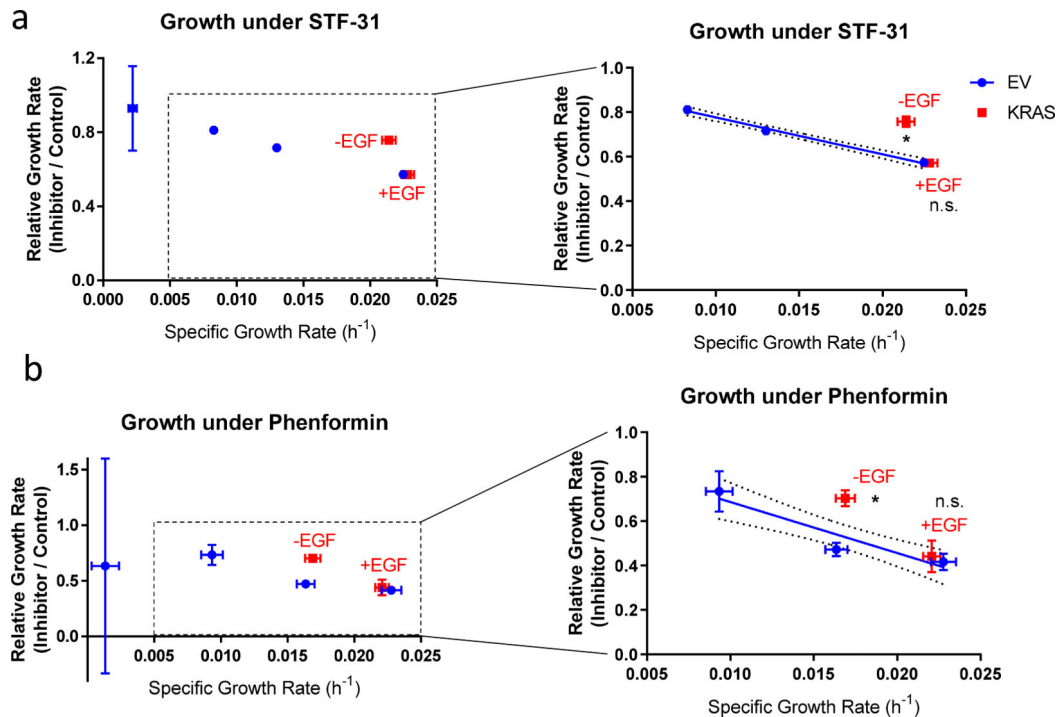 a
Growth under STF-31
Relative Growth Rate
(Inhibitor / Control)
1.2
0.8
0.4
0.0
-EGF
+EGF
0.000 0.005 0.010 0.015 0.020 0.025
Specific Growth Rate (h⁻¹)
Growth under STF-31
Relative Growth Rate
(Inhibitor / Control)
1.0
0.8
0.6
0.4
0.2
0.0
-EGF
*
+EGF
n.s.
EV
KRAS
0.005 0.010 0.015 0.020 0.025
Specific Growth Rate (h⁻¹)
b
Growth under Phenformin
Relative Growth Rate
(Inhibitor / Control)
1.5
1.0
0.5
0.0
-EGF
+EGF
0.005 0.010 0.015 0.020 0.025
Specific Growth Rate (h⁻¹)
Growth under Phenformin
Relative Growth Rate
(Inhibitor / Control)
1.0
0.8
0.6
0.4
0.2
0.0
-EGF
*
n.s.
+EGF
0.005 0.010 0.015 0.020 0.025
Specific Growth Rate (h⁻¹)